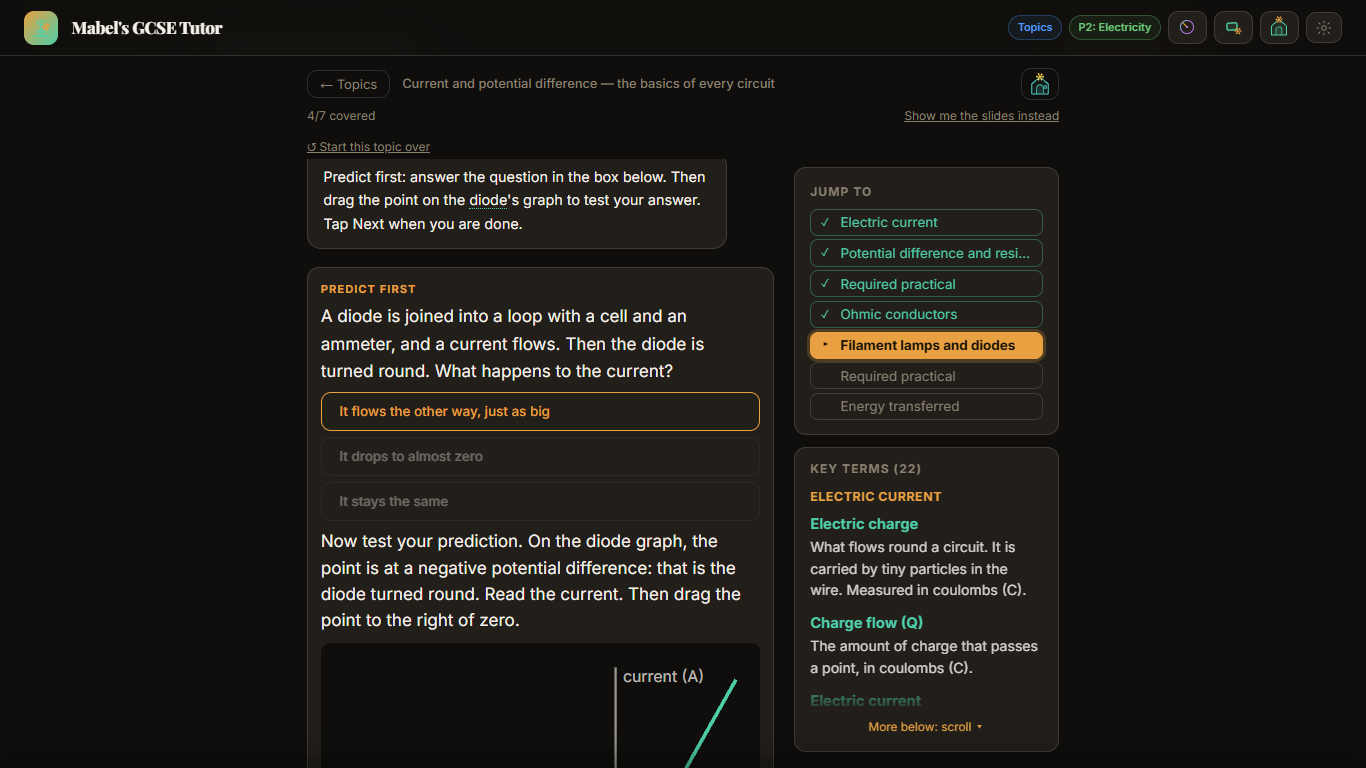 Mabel's GCSE Tutor
Topics
P2: Electricity
← Topics
Current and potential difference — the basics of every circuit
4/7 covered
Show me the slides instead
↺ Start this topic over
Predict first: answer the question in the box below. Then
drag the point on the diode's graph to test your answer.
Tap Next when you are done.
PREDICT FIRST
A diode is joined into a loop with a cell and an
ammeter, and a current flows. Then the diode is
turned round. What happens to the current?
It flows the other way, just as big
It drops to almost zero
It stays the same
Now test your prediction. On the diode graph, the
point is at a negative potential difference: that is the
diode turned round. Read the current. Then drag the
point to the right of zero.
current (A)
JUMP TO
✓ Electric current
✓ Potential difference and resi...
✓ Required practical
✓ Ohmic conductors
‣ Filament lamps and diodes
Required practical
Energy transferred
KEY TERMS (22)
ELECTRIC CURRENT
Electric charge
What flows round a circuit. It is
carried by tiny particles in the
wire. Measured in coulombs (C).
Charge flow (Q)
The amount of charge that passes
a point, in coulombs (C).
Electric current
More below: scroll ▾